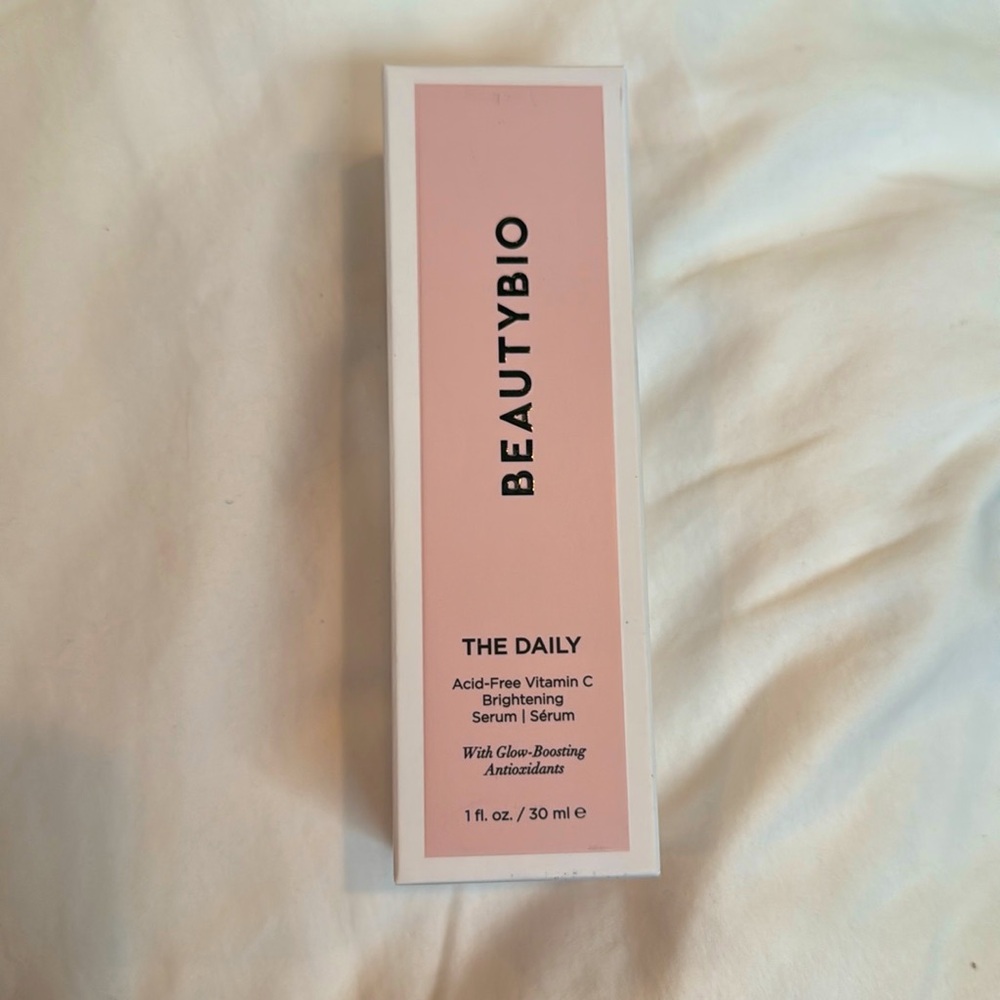 BEAUTYBIO
THE DAILY
Acid-Free Vitamin C
Brightening
Serum | Sérum
With Glow-Boosting
Antioxidants
1 fl. oz. / 30 ml ℮